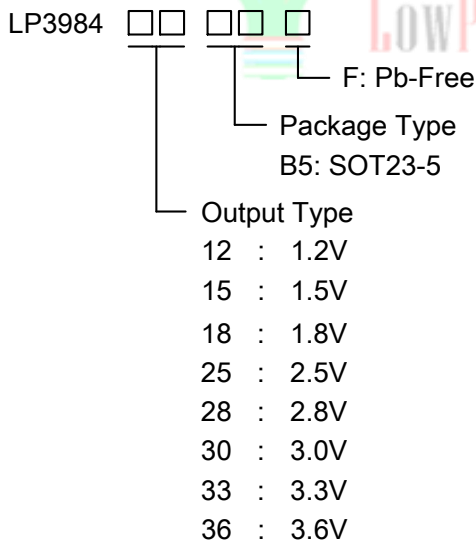 LP3984 □□ □□ □
LowP
F: Pb-Free
Package Type
B5: SOT23-5
Output Type
12 : 1.2V
15 : 1.5V
18 : 1.8V
25 : 2.5V
28 : 2.8V
30 : 3.0V
33 : 3.3V
36 : 3.6V